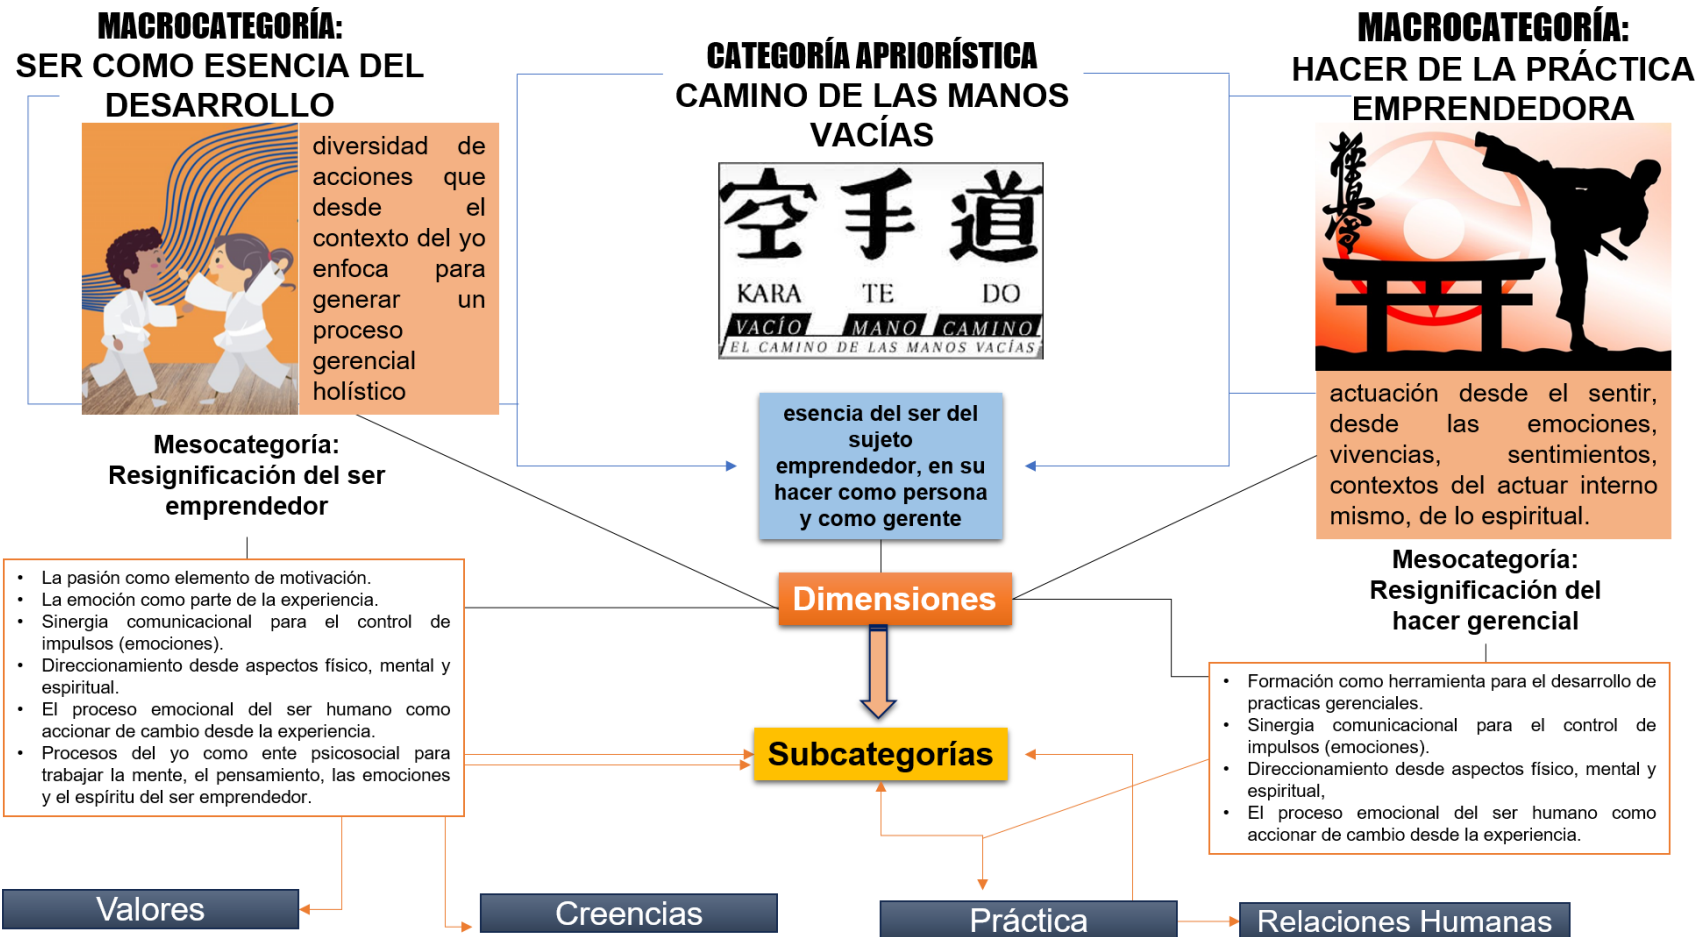 MACROCATEGORÍA:
SER COMO ESENCIA DEL
DESARROLLO
diversidad de
acciones que
desde el
contexto del yo
enfoca para
generar un
proceso
gerencial
holístico
Mesocategoría:
Resignificación del ser
emprendedor
• La pasión como elemento de motivación.
• La emoción como parte de la experiencia.
• Sinergia comunicacional para el control de
impulsos (emociones).
• Direccionamiento desde aspectos físico, mental y
espiritual.
• El proceso emocional del ser humano como
accionar de cambio desde la experiencia.
• Procesos del yo como ente psicosocial para
trabajar la mente, el pensamiento, las emociones
y el espíritu del ser emprendedor.
CATEGORÍA APRIORÍSTICA
CAMINO DE LAS MANOS
VACÍAS
空手道
KARA TE DO
VACÍO MANO CAMINO
EL CAMINO DE LAS MANOS VACÍAS
esencia del ser del
sujeto
emprendedor, en su
hacer como persona
y como gerente
Dimensiones
Subcategorías
MACROCATEGORÍA:
HACER DE LA PRÁCTICA
EMPRENDEDORA
極真会
actuación desde el sentir,
desde las emociones,
vivencias, sentimientos,
contextos del actuar interno
mismo, de lo espiritual.
Mesocategoría:
Resignificación del
hacer gerencial
• Formación como herramienta para el desarrollo de
practicas gerenciales.
• Sinergia comunicacional para el control de
impulsos (emociones).
• Direccionamiento desde aspectos físico, mental y
espiritual,
• El proceso emocional del ser humano como
accionar de cambio desde la experiencia.
Valores
Creencias
Práctica
Relaciones Humanas